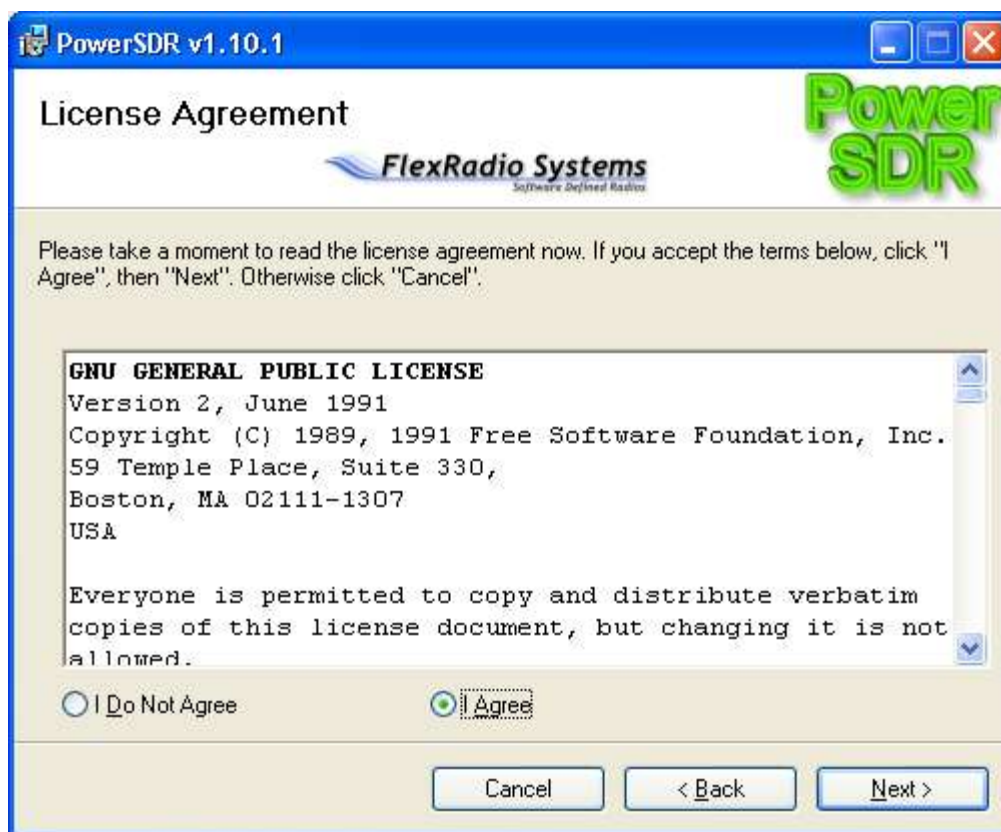 PowerSDR v1.10.1
License Agreement
Power
SDR
FlexRadio Systems
Software Defined Radios
Please take a moment to read the license agreement now. If you accept the terms below, click "I
Agree", then "Next". Otherwise click "Cancel".
GNU GENERAL PUBLIC LICENSE
Version 2, June 1991
Copyright (C) 1989, 1991 Free Software Foundation, Inc.
59 Temple Place, Suite 330,
Boston, MA 02111-1307
USA
Everyone is permitted to copy and distribute verbatim
copies of this license document, but changing it is not
allowed.
I Do Not Agree
I Agree
Cancel
< Back
Next >